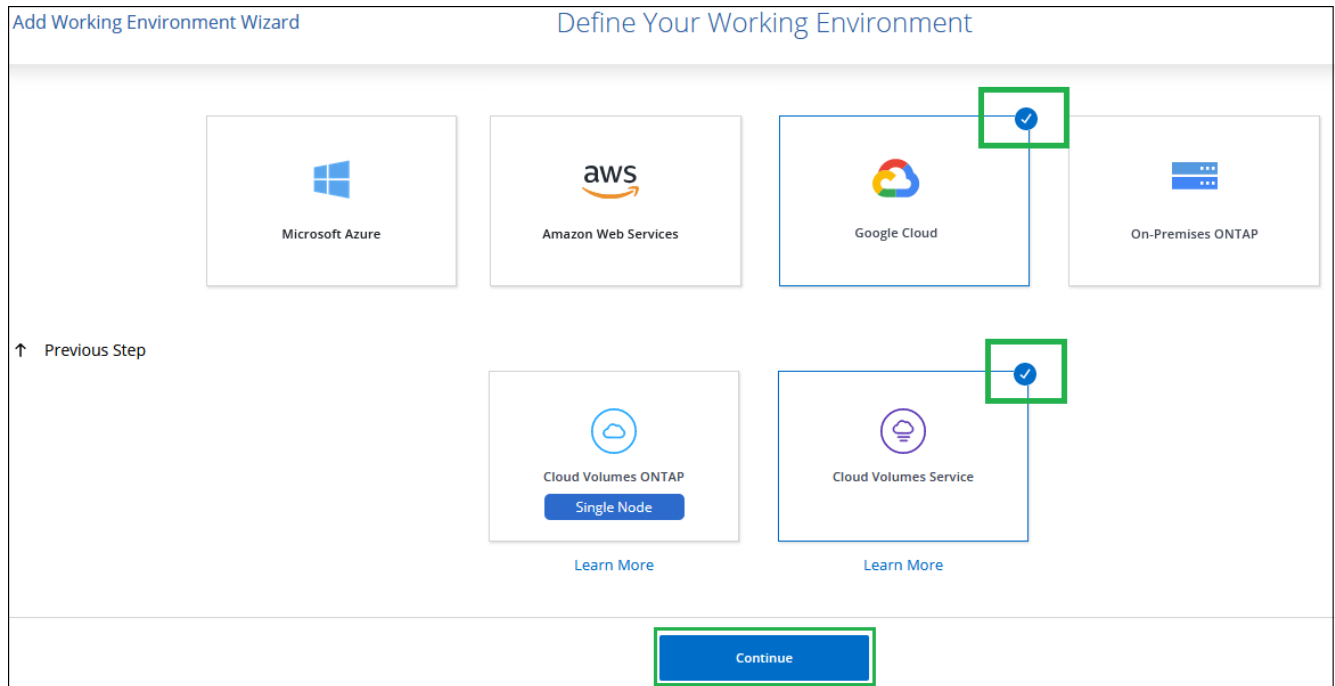 Add Working Environment Wizard
Define Your Working Environment
aws
Microsoft Azure
Amazon Web Services
Google Cloud
On-Premises ONTAP
↑ Previous Step
Cloud Volumes ONTAP
Single Node
Cloud Volumes Service
Learn More
Learn More
Continue